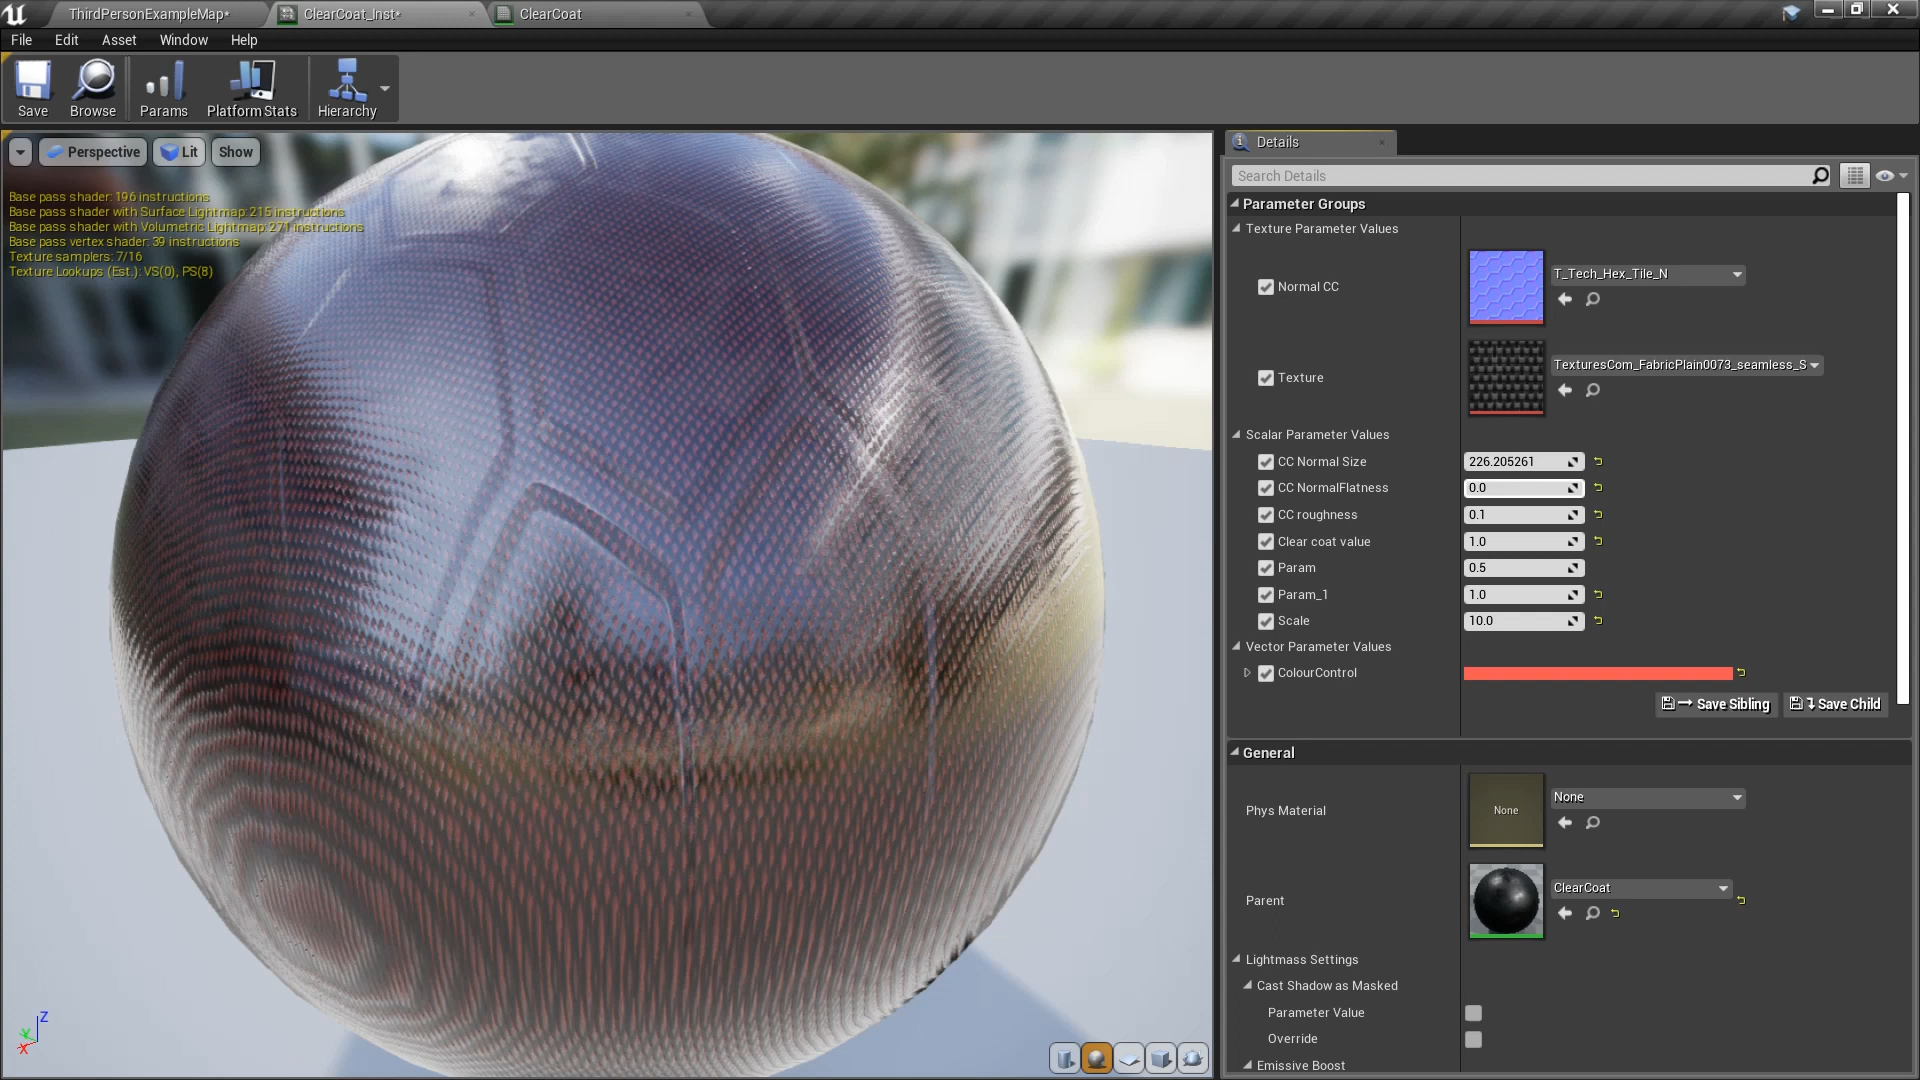 ThirdPersonExampleMap*
ClearCoat_Inst*
ClearCoat
File Edit Asset Window Help
Save
Browse
Params
Platform Stats
Hierarchy
Perspective
Lit
Show
Base pass shader: 196 instructions
Base pass shader with Surface Lightmap: 215 instructions
Base pass shader with Volumetric Lightmap: 271 instructions
Base pass vertex shader: 39 instructions
Texture samplers: 7/16
Texture Lookups (Est.): VS(0), PS(8)
Z
Y
X
Details
Search Details
Parameter Groups
Texture Parameter Values
Normal CC
T_Tech_Hex_Tile_N
Texture
TexturesCom_FabricPlain0073_seamless_S
Scalar Parameter Values
CC Normal Size 226.205261
CC NormalFlatness 0.0
CC roughness 0.1
Clear coat value 1.0
Param 0.5
Param_1 1.0
Scale 10.0
Vector Parameter Values
ColourControl
Save Sibling
Save Child
General
Phys Material
None
None
Parent
ClearCoat
Lightmass Settings
Cast Shadow as Masked
Parameter Value
Override
Emissive Boost